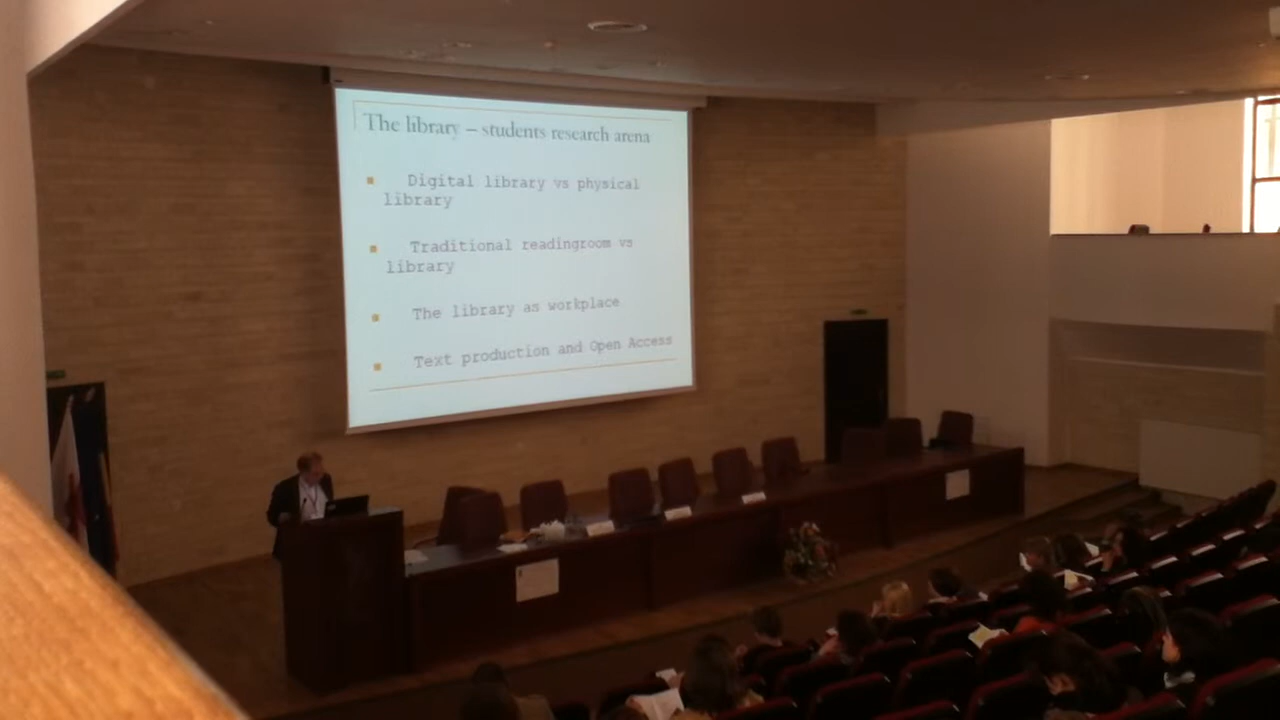 The library – students research arena
Digital library vs physical
library
Traditional readingroom vs
library
The library as workplace
Text production and Open Access